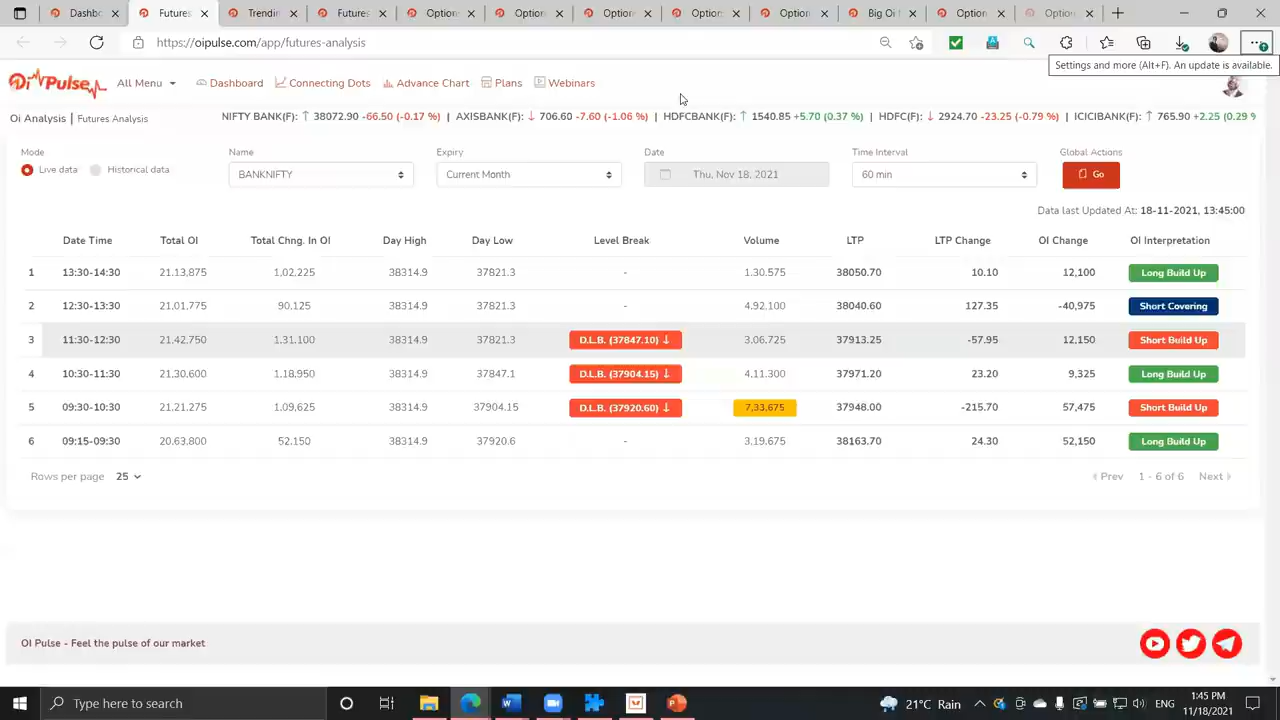 Dashb
Futures
Trendin
Futures
Option
Option
Option
Option
Option
Big Oi
Option
Option
https://oipulse.com/app/futures-analysis
Settings and more (Alt+F). An update is available.
Oi Pulse
All Menu
Dashboard
Connecting Dots
Advance Chart
Plans
Webinars
Oi Analysis | Futures Analysis
NIFTY BANK(F): ↑ 38072.90 -66.50 (-0.17 %) | AXISBANK(F): ↓ 706.60 -7.60 (-1.06 %) | HDFCBANK(F): ↑ 1540.85 +5.70 (0.37 %) | HDFC(F): ↓ 2924.70 -23.25 (-0.79 %) | ICICIBANK(F): ↑ 765.90 +2.25 (0.29 %
Mode Name Expiry Date Time Interval Global Actions
Live data Historical data BANKNIFTY Current Month Thu, Nov 18, 2021 60 min Go
Data last Updated At: 18-11-2021, 13:45:00
Date Time Total OI Total Chng. In OI Day High Day Low Level Break Volume LTP LTP Change OI Change OI Interpretation
1 13:30-14:30 21,13,875 1,02,225 38314.9 37821.3 - 1,30,575 38050.70 10.10 12,100 Long Build Up
2 12:30-13:30 21,01,775 90,125 38314.9 37821.3 - 4,92,100 38040.60 127.35 -40,975 Short Covering
3 11:30-12:30 21,42,750 1,31,100 38314.9 37821.3 D.L.B. (37847.10) ↓ 3,06,725 37913.25 -57.95 12,150 Short Build Up
4 10:30-11:30 21,30,600 1,18,950 38314.9 37847.1 D.L.B. (37904.15) ↓ 4,11,300 37971.20 23.20 9,325 Long Build Up
5 09:30-10:30 21,21,275 1,09,625 38314.9 37904.15 D.L.B. (37920.60) ↓ 7,33,675 37948.00 -215.70 57,475 Short Build Up
6 09:15-09:30 20,63,800 52,150 38314.9 37920.6 - 3,19,675 38163.70 24.30 52,150 Long Build Up
Rows per page 25
Prev 1 - 6 of 6 Next
OI Pulse - Feel the pulse of our market
Type here to search
21°C Rain
ENG
1:45 PM
11/18/2021